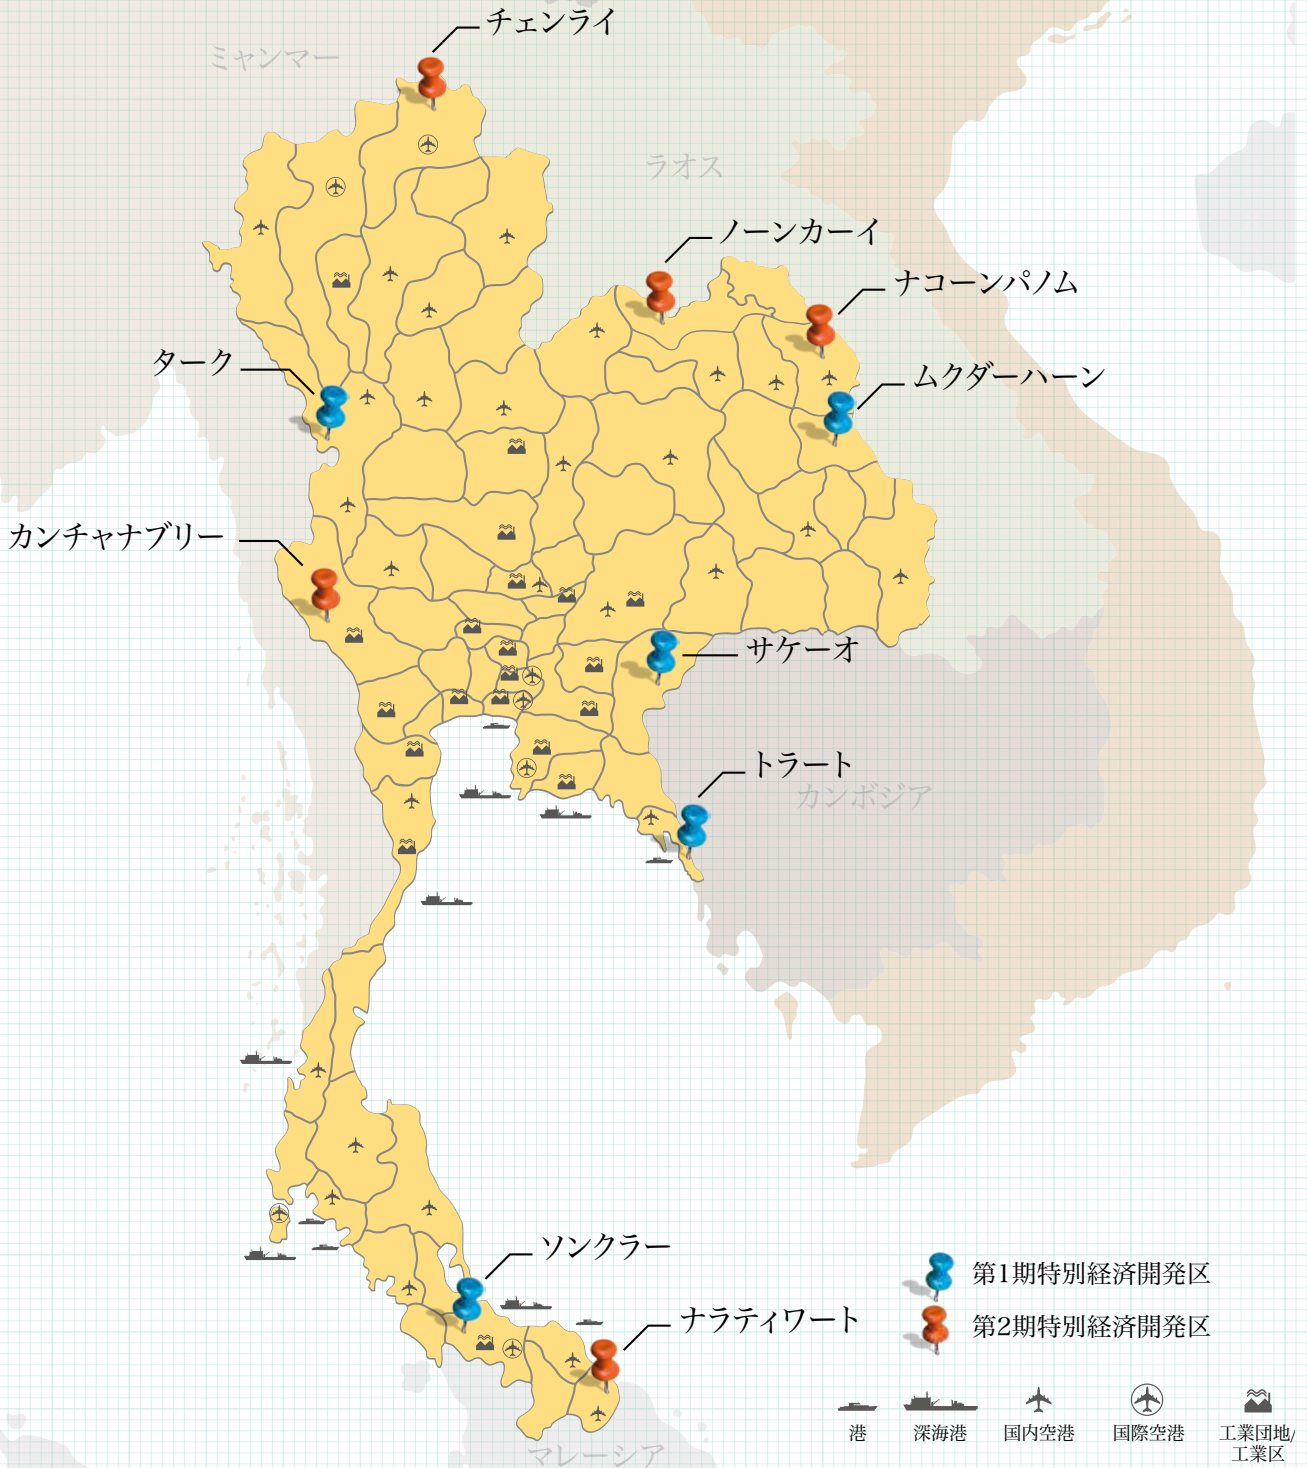 チェンライ
ミャンマー
ラオス
ノーンカーイ
ナコーンパノム
ターク
ムクダーハーン
カンチャナブリー
サケーオ
トラート
カンボジア
ソンクラー
第1期特別経済開発区
ナラティワート
第2期特別経済開発区
港
深海港
国内空港
国際空港
工業団地/
工業区
マレーシア